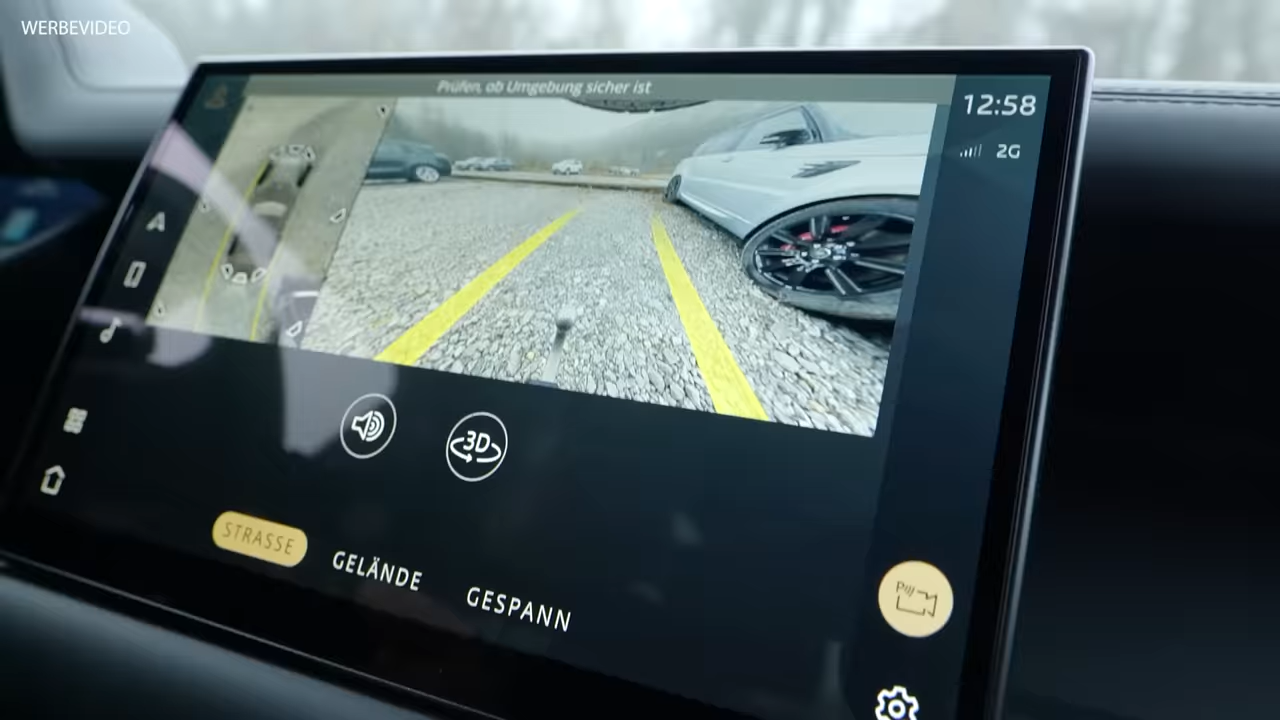 WERBEVIDEO
Prüfen, ob Umgebung sicher ist
12:58
2G
A
3D
STRASSE
GELÄNDE
GESPANN
P